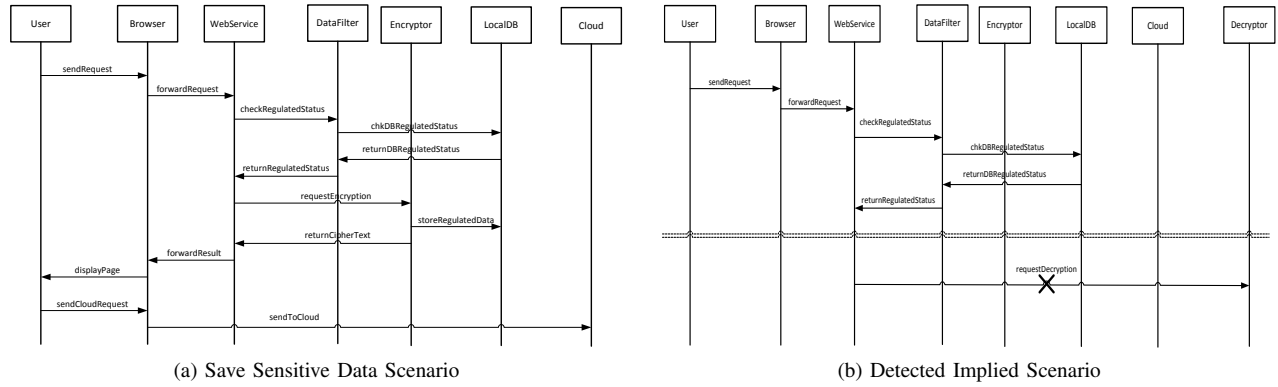 User Browser WebService DataFilter Encryptor LocalDB Cloud
sendRequest
forwardRequest
checkRegulatedStatus
chkDBRegulatedStatus
returnDBRegulatedStatus
returnRegulatedStatus
requestEncryption
storeRegulatedData
returnCipherText
forwardResult
displayPage
sendCloudRequest
sendToCloud
(a) Save Sensitive Data Scenario
User Browser WebService DataFilter Encryptor LocalDB Cloud Decryptor
sendRequest
forwardRequest
checkRegulatedStatus
chkDBRegulatedStatus
returnDBRegulatedStatus
returnRegulatedStatus
requestDecryption
(b) Detected Implied Scenario